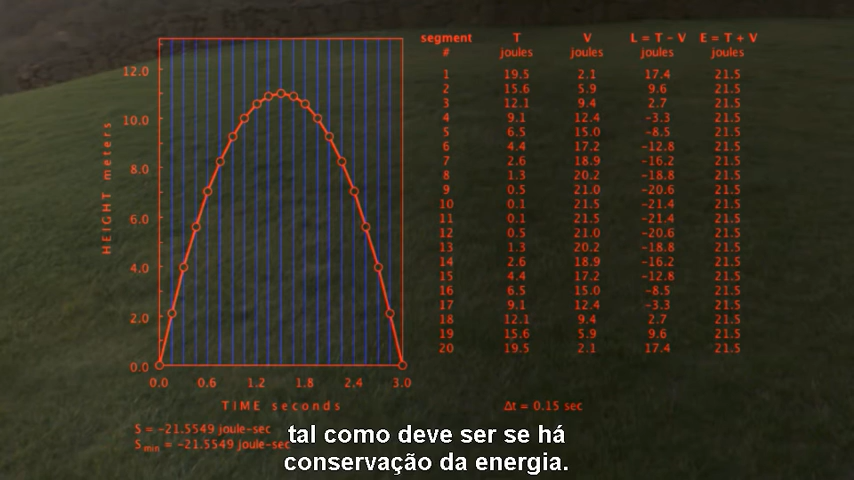 segment T V L = T - V E = T + V
# joules joules joules joules
1 19.5 2.1 17.4 21.5
2 15.6 5.9 9.6 21.5
3 12.1 9.4 2.7 21.5
4 9.1 12.4 -3.3 21.5
5 6.5 15.0 -8.5 21.5
6 4.4 17.2 -12.8 21.5
7 2.6 18.9 -16.2 21.5
8 1.3 20.2 -18.8 21.5
9 0.5 21.0 -20.6 21.5
10 0.1 21.5 -21.4 21.5
11 0.1 21.5 -21.4 21.5
12 0.5 21.0 -20.6 21.5
13 1.3 20.2 -18.8 21.5
14 2.6 18.9 -16.2 21.5
15 4.4 17.2 -12.8 21.5
16 6.5 15.0 -8.5 21.5
17 9.1 12.4 -3.3 21.5
18 12.1 9.4 2.7 21.5
19 15.6 5.9 9.6 21.5
20 19.5 2.1 17.4 21.5
HEIGHT meters
12.0
10.0
8.0
6.0
4.0
2.0
0.0
0.0 0.6 1.2 1.8 2.4 3.0
TIME seconds
Δt = 0.15 sec
S = -21.5549 joule-sec
Smin = -21.5549 joule-sec
tal como deve ser se há
conservação da energia.